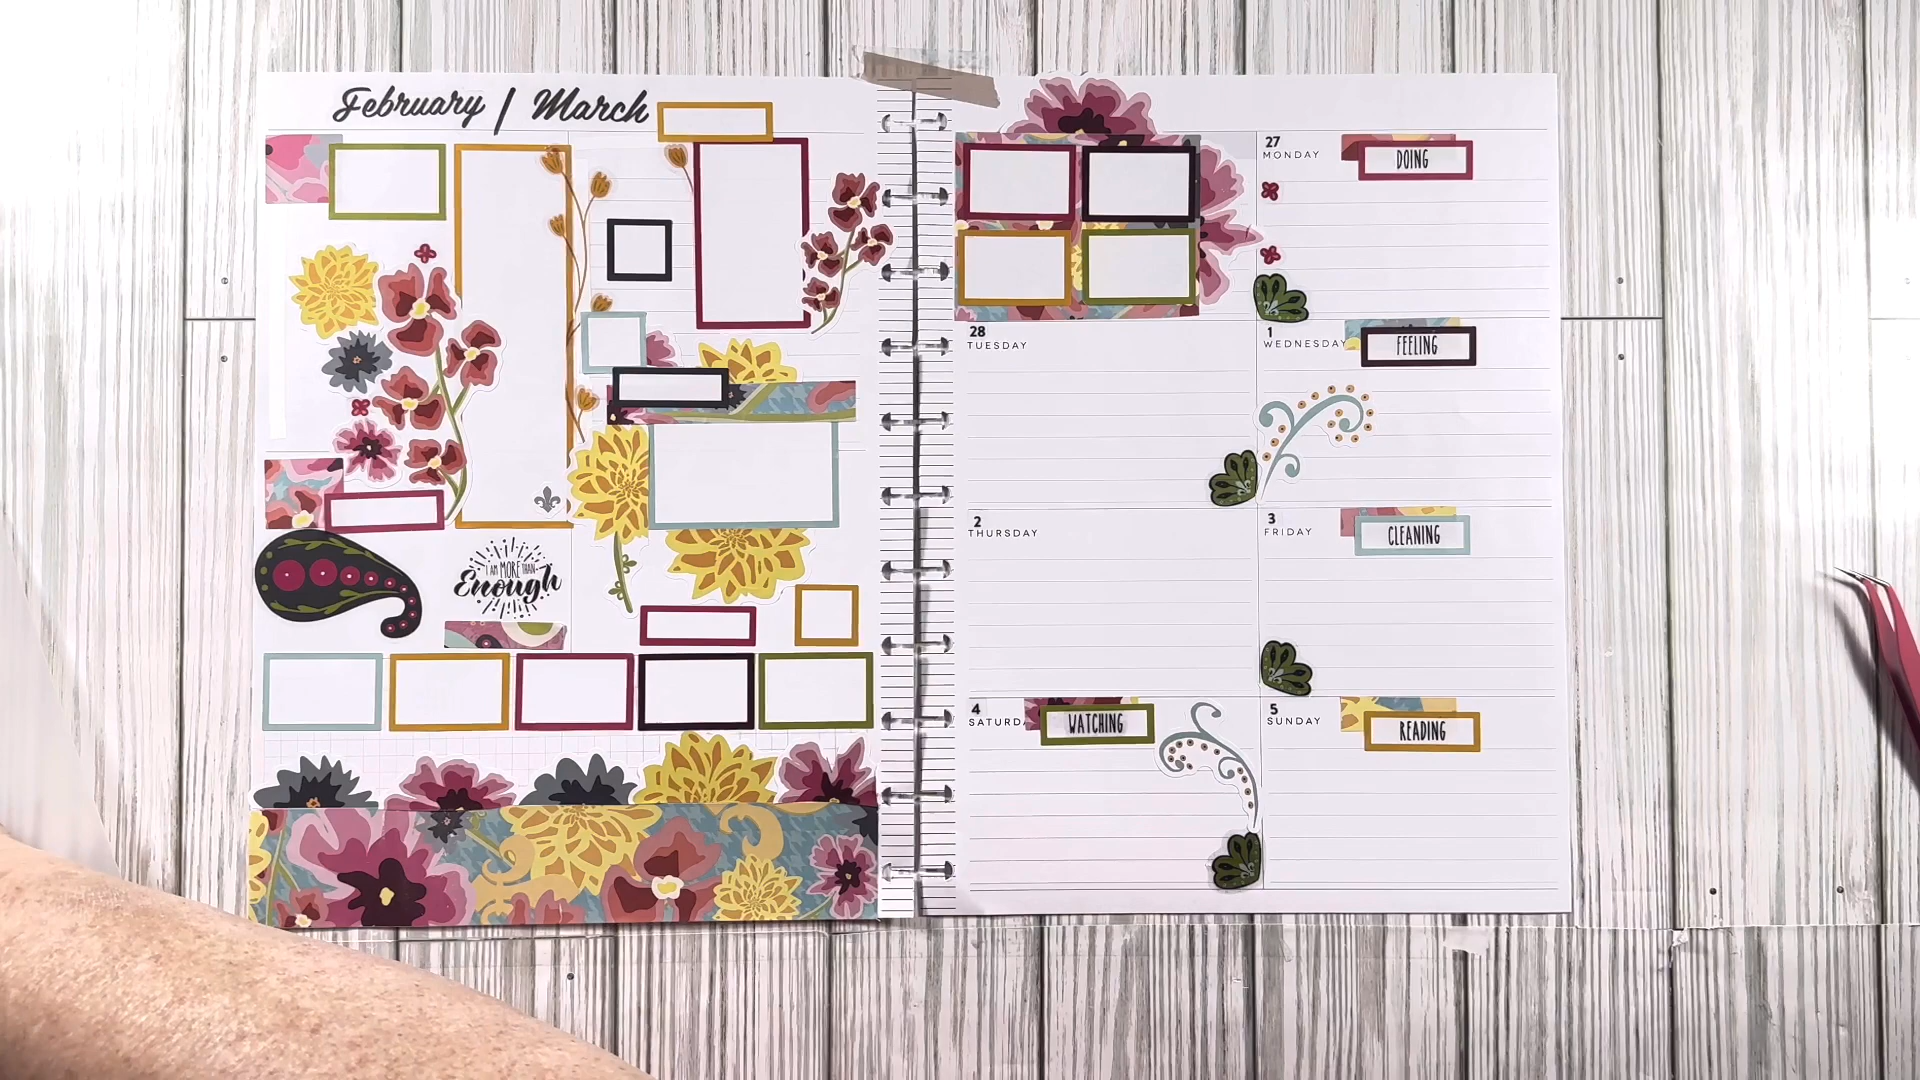 February / March
I AM MORE THAN
Enough
27
MONDAY
DOING
28
TUESDAY
1
WEDNESDAY
FEELING
2
THURSDAY
3
FRIDAY
CLEANING
4
SATURDA
WATCHING
5
SUNDAY
READING